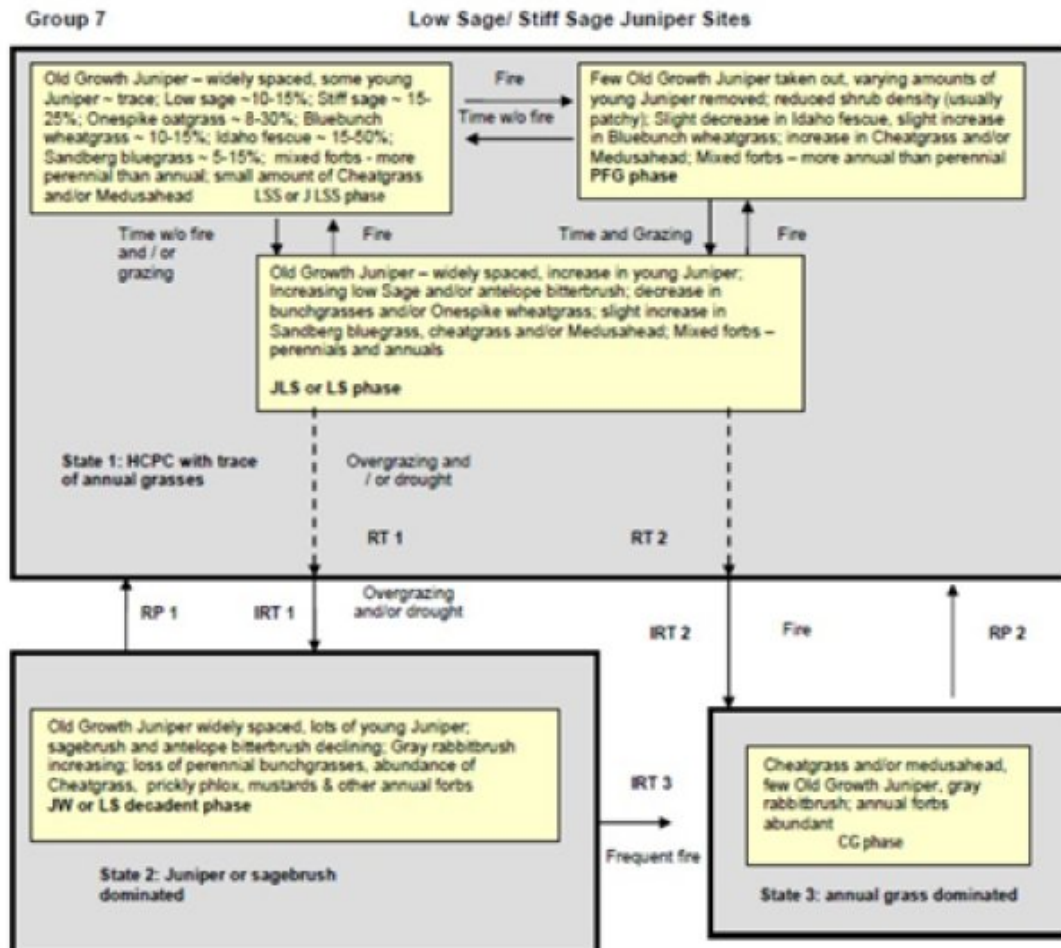 Group 7
Low Sage/ Stiff Sage Juniper Sites
Old Growth Juniper – widely spaced, some young
Juniper ~ trace; Low sage ~10-15%; Stiff sage ~ 15-
25%; Onespike oatgrass ~ 8-30%; Bluebunch
wheatgrass ~ 10-15%; Idaho fescue ~ 15-50%;
Sandberg bluegrass ~ 5-15%; mixed forbs - more
perennial than annual; small amount of Cheatgrass
and/or Medusahead LSS or J LSS phase
Fire
Time w/o fire
Few Old Growth Juniper taken out, varying amounts of
young Juniper removed; reduced shrub density (usually
patchy); Slight decrease in Idaho fescue, slight increase
in Bluebunch wheatgrass; increase in Cheatgrass and/or
Medusahead; Mixed forbs – more annual than perennial
PFG phase
Time w/o fire
and / or
grazing
Fire
Time and Grazing
Fire
Old Growth Juniper – widely spaced, increase in young Juniper;
Increasing low Sage and/or antelope bitterbrush; decrease in
bunchgrasses and/or Onespike wheatgrass; slight increase in
Sandberg bluegrass, cheatgrass and/or Medusahead; Mixed forbs –
perennials and annuals
JLS or LS phase
State 1: HCPC with trace
of annual grasses
Overgrazing and
/ or drought
RT 1
RT 2
RP 1
IRT 1
Overgrazing
and/or drought
IRT 2
Fire
RP 2
Old Growth Juniper widely spaced, lots of young Juniper;
sagebrush and antelope bitterbrush declining; Gray rabbitbrush
increasing; loss of perennial bunchgrasses, abundance of
Cheatgrass, prickly phlox, mustards & other annual forbs
JW or LS decadent phase
State 2: Juniper or sagebrush
dominated
IRT 3
Frequent fire
Cheatgrass and/or medusahead,
few Old Growth Juniper, gray
rabbitbrush; annual forbs
abundant
CG phase
State 3: annual grass dominated